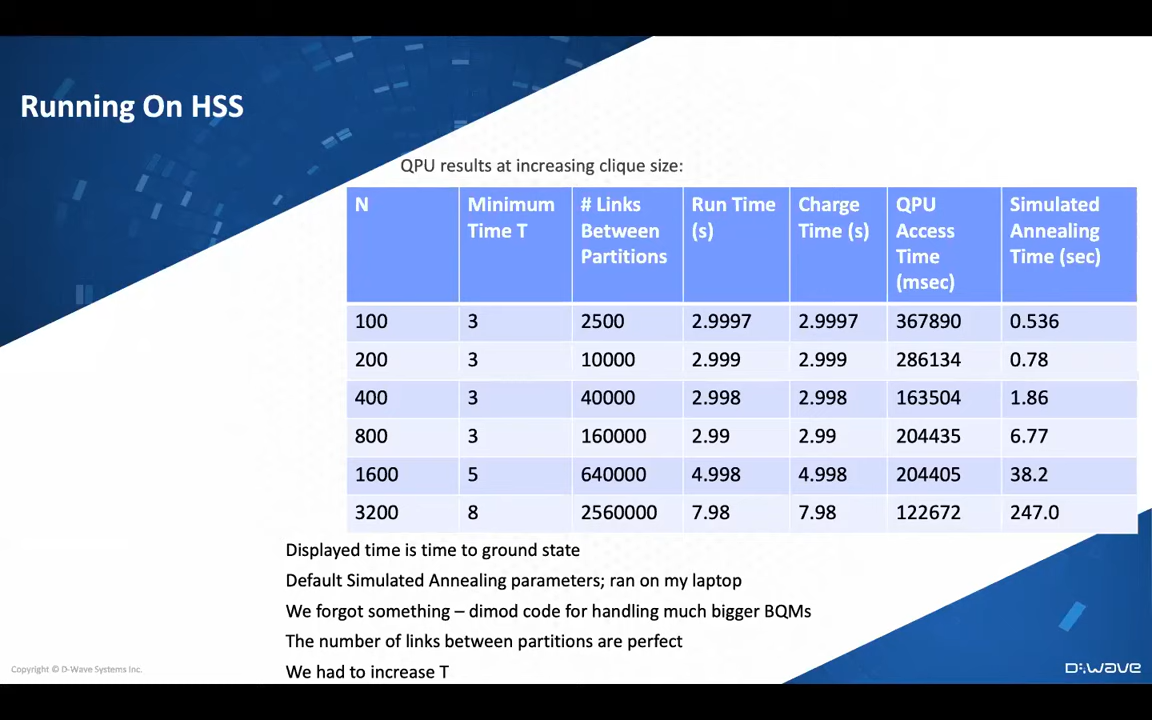 Running On HSS
QPU results at increasing clique size:
N Minimum Time T # Links Between Partitions Run Time (s) Charge Time (s) QPU Access Time (msec) Simulated Annealing Time (sec)
100 3 2500 2.9997 2.9997 367890 0.536
200 3 10000 2.999 2.999 286134 0.78
400 3 40000 2.998 2.998 163504 1.86
800 3 160000 2.99 2.99 204435 6.77
1600 5 640000 4.998 4.998 204405 38.2
3200 8 2560000 7.98 7.98 122672 247.0
Displayed time is time to ground state
Default Simulated Annealing parameters; ran on my laptop
We forgot something – dimod code for handling much bigger BQMs
The number of links between partitions are perfect
We had to increase T
Copyright © D-Wave Systems Inc.
D:wave